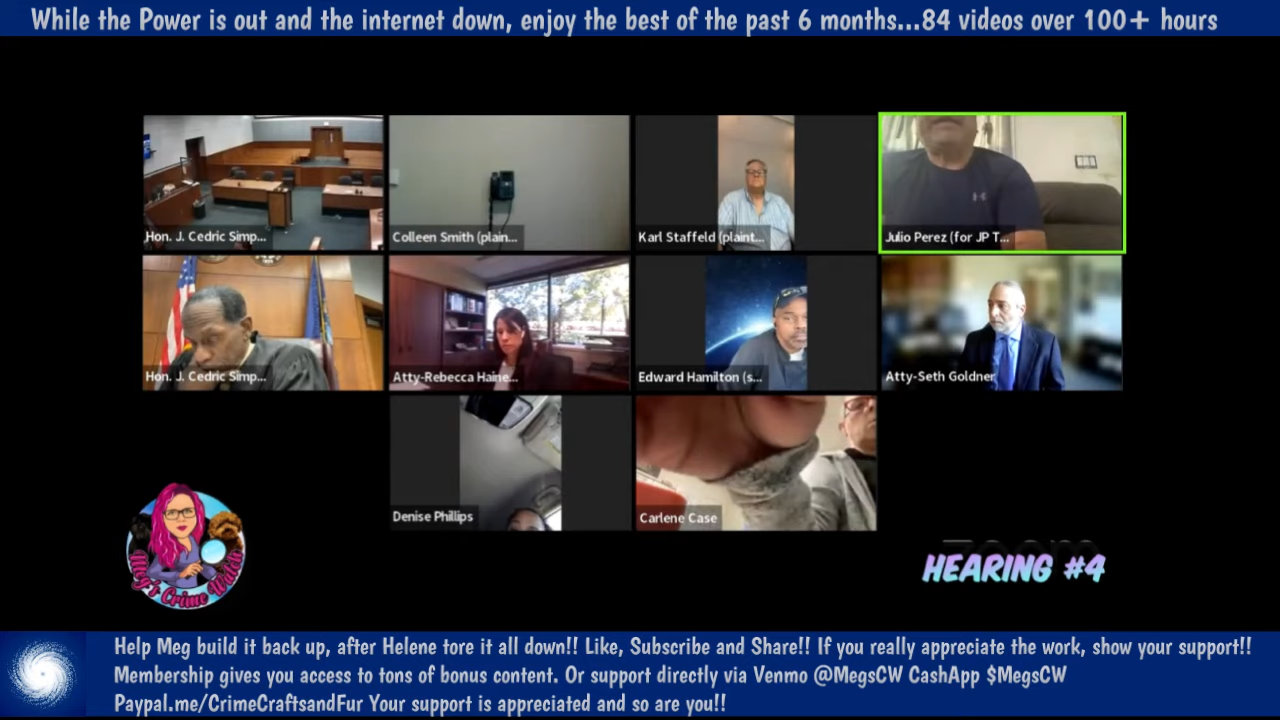 While the Power is out and the internet down, enjoy the best of the past 6 months...84 videos over 100+ hours
Hon. J. Cedric Simp...
Colleen Smith (plain...
Karl Staffeld (plaint...
Julio Perez (for JP T...
Hon. J. Cedric Simp...
Atty-Rebecca Haine...
Edward Hamilton (s...
Atty-Seth Goldner
Denise Phillips
Carlene Case
Meg's Crime Watch
zoom
HEARING #4
Help Meg build it back up, after Helene tore it all down!! Like, Subscribe and Share!! If you really appreciate the work, show your support!!
Membership gives you access to tons of bonus content. Or support directly via Venmo @MegsCW CashApp $MegsCW
Paypal.me/CrimeCraftsandFur Your support is appreciated and so are you!!